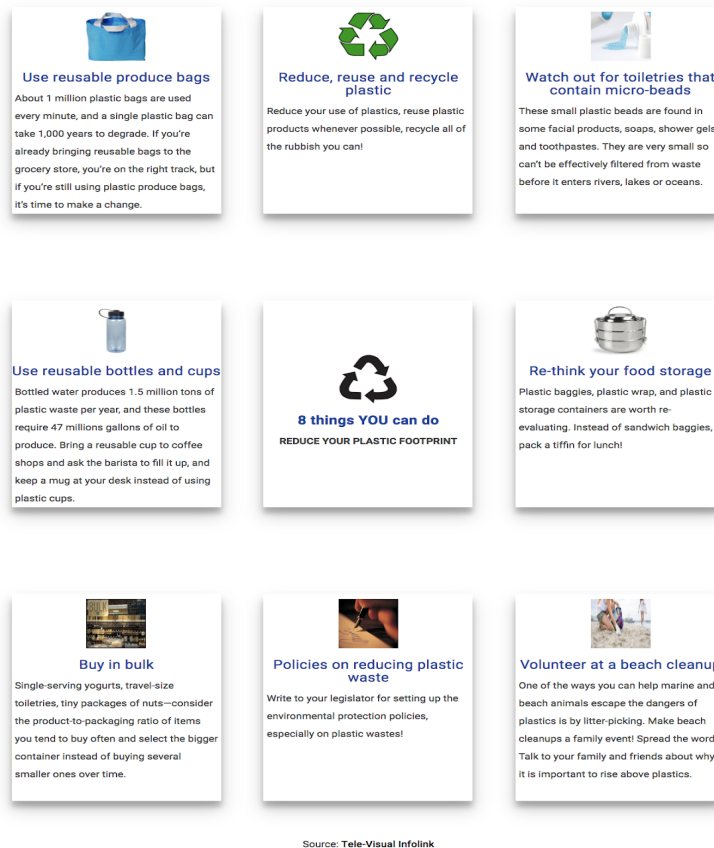 Use reusable produce bags
About 1 million plastic bags are used
every minute, and a single plastic bag can
take 1,000 years to degrade. If you're
already bringing reusable bags to the
grocery store, you're on the right track, but
if you're still using plastic produce bags,
it's time to make a change.
Reduce, reuse and recycle
plastic
Reduce your use of plastics, reuse plastic
products whenever possible, recycle all of
the rubbish you can!
Watch out for toiletries that
contain micro-beads
These small plastic beads are found in
some facial products, soaps, shower gels
and toothpastes. They are very small so
can't be effectively filtered from waste
before it enters rivers, lakes or oceans.
Use reusable bottles and cups
Bottled water produces 1.5 million tons of
plastic waste per year, and these bottles
require 47 millions gallons of oil to
produce. Bring a reusable cup to coffee
shops and ask the barista to fill it up, and
keep a mug at your desk instead of using
plastic cups.
8 things YOU can do
REDUCE YOUR PLASTIC FOOTPRINT
Re-think your food storage
Plastic baggies, plastic wrap, and plastic
storage containers are worth re-
evaluating. Instead of sandwich baggies,
pack a tiffin for lunch!
Buy in bulk
Single-serving yogurts, travel-size
toiletries, tiny packages of nuts—consider
the product-to-packaging ratio of items
you tend to buy often and select the bigger
container instead of buying several
smaller ones over time.
Policies on reducing plastic
waste
Write to your legislator for setting up the
environmental protection policies,
especially on plastic wastes!
Volunteer at a beach cleanup
One of the ways you can help marine and
beach animals escape the dangers of
plastics is by litter-picking. Make beach
cleanups a family event! Spread the word
Talk to your family and friends about why
it is important to rise above plastics.
Source: Tele-Visual Infolink